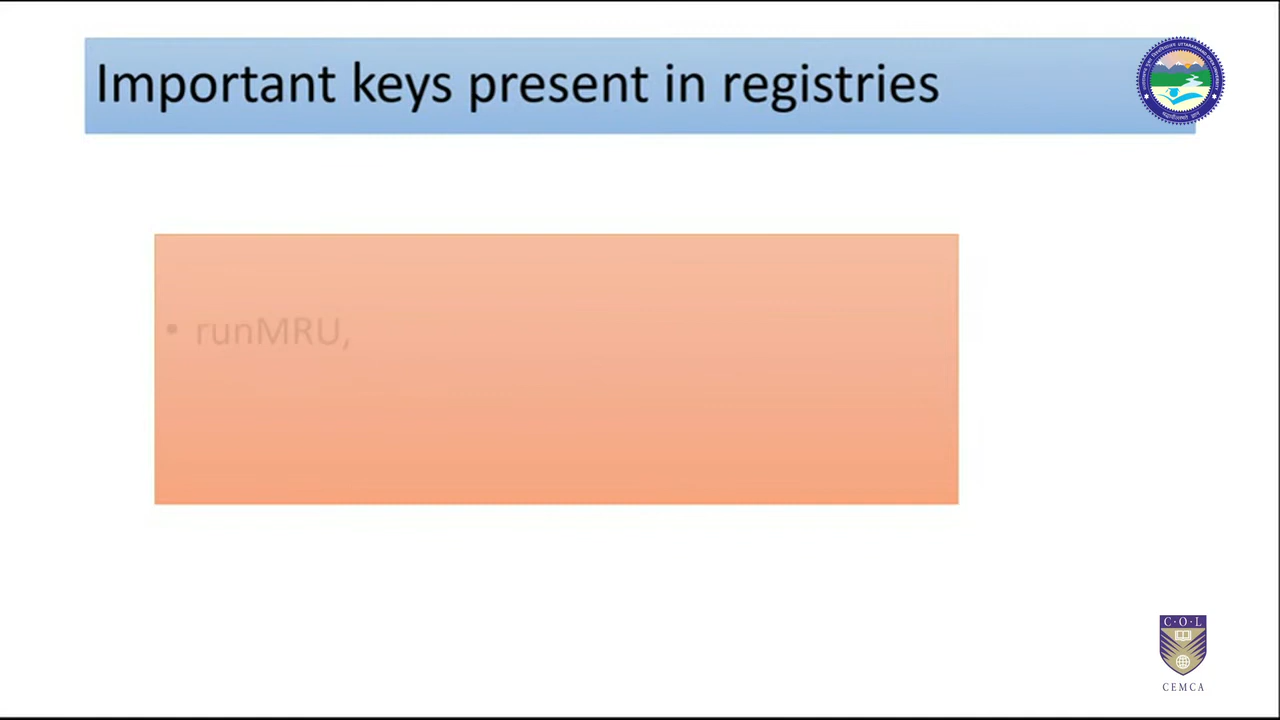 Important keys present in registries
• runMRU,
C·O·L
CEMCA